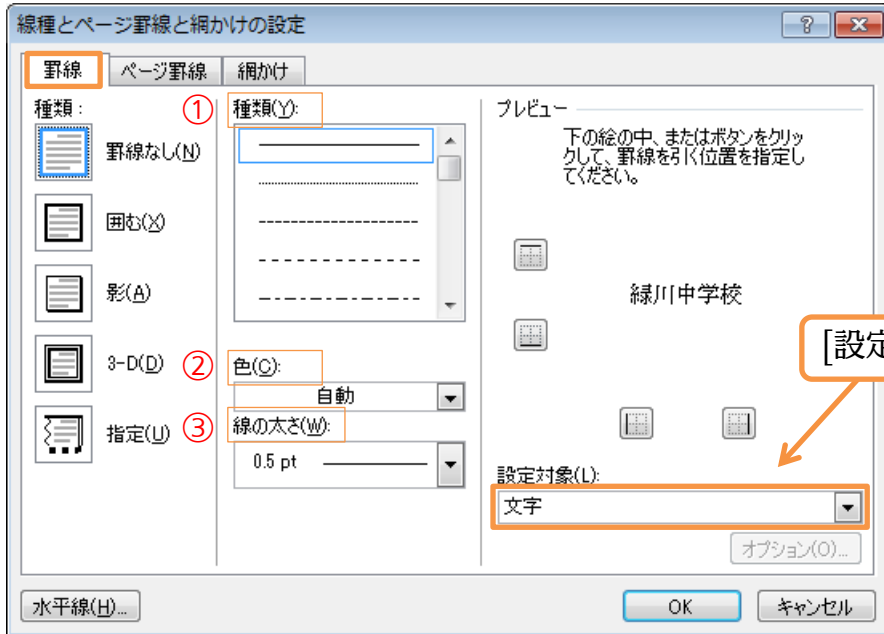 線種とページ罫線と網かけの設定
罫線 ページ罫線 網かけ
種類:
罫線なし(N)
囲む(X)
影(A)
3-D(D)
指定(U)
① 種類(Y):
② 色(C):
自動
③ 線の太さ(W):
0.5 pt
プレビュー
下の絵の中、またはボタンをクリッ
クして、罫線を引く位置を指定し
てください。
緑川中学校
[設定
設定対象(L):
文字
オプション(O)...
水平線(H)...
OK
キャンセル